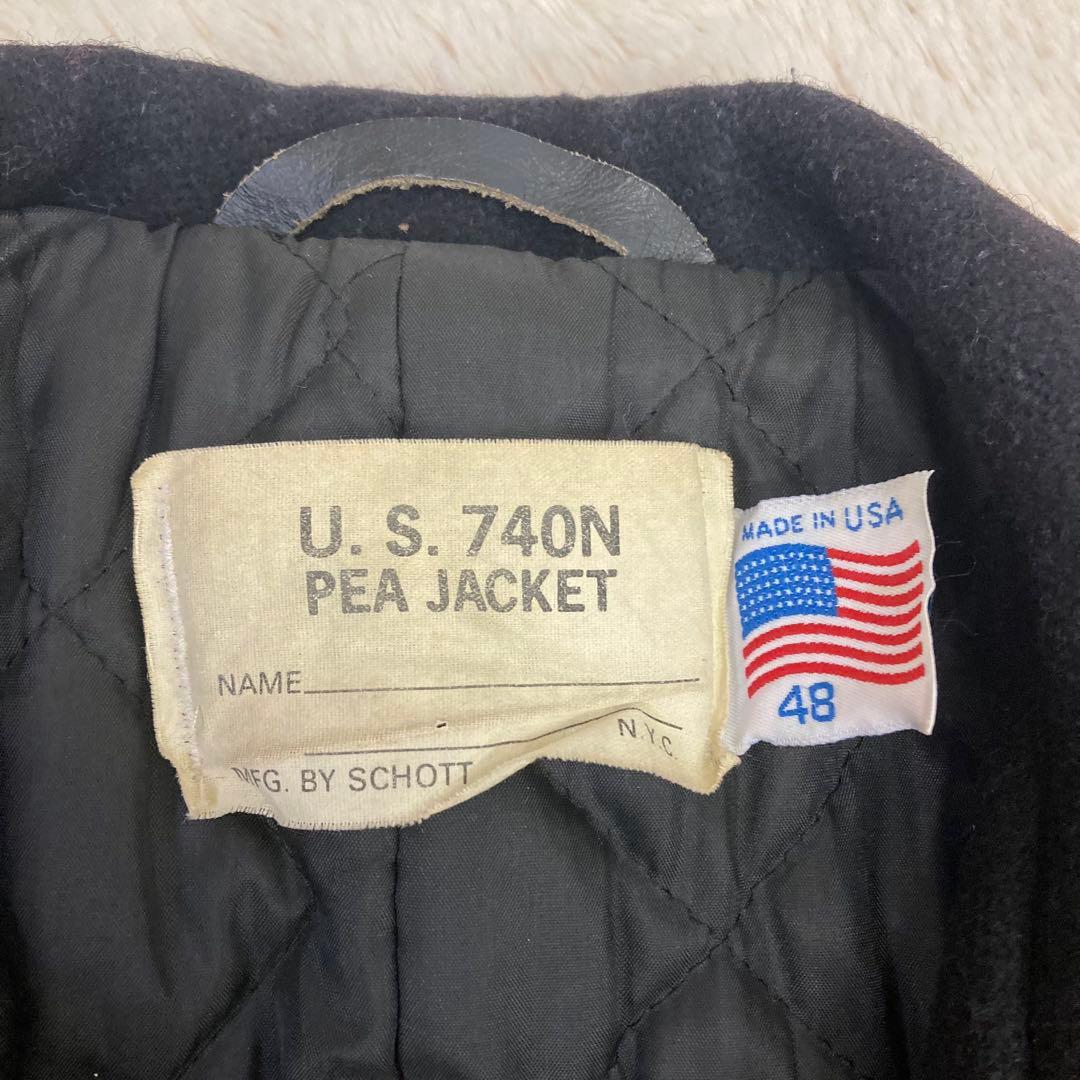 U. S. 740N
PEA JACKET
NAME
N.Y.C.
MFG. BY SCHOTT
MADE IN USA
48